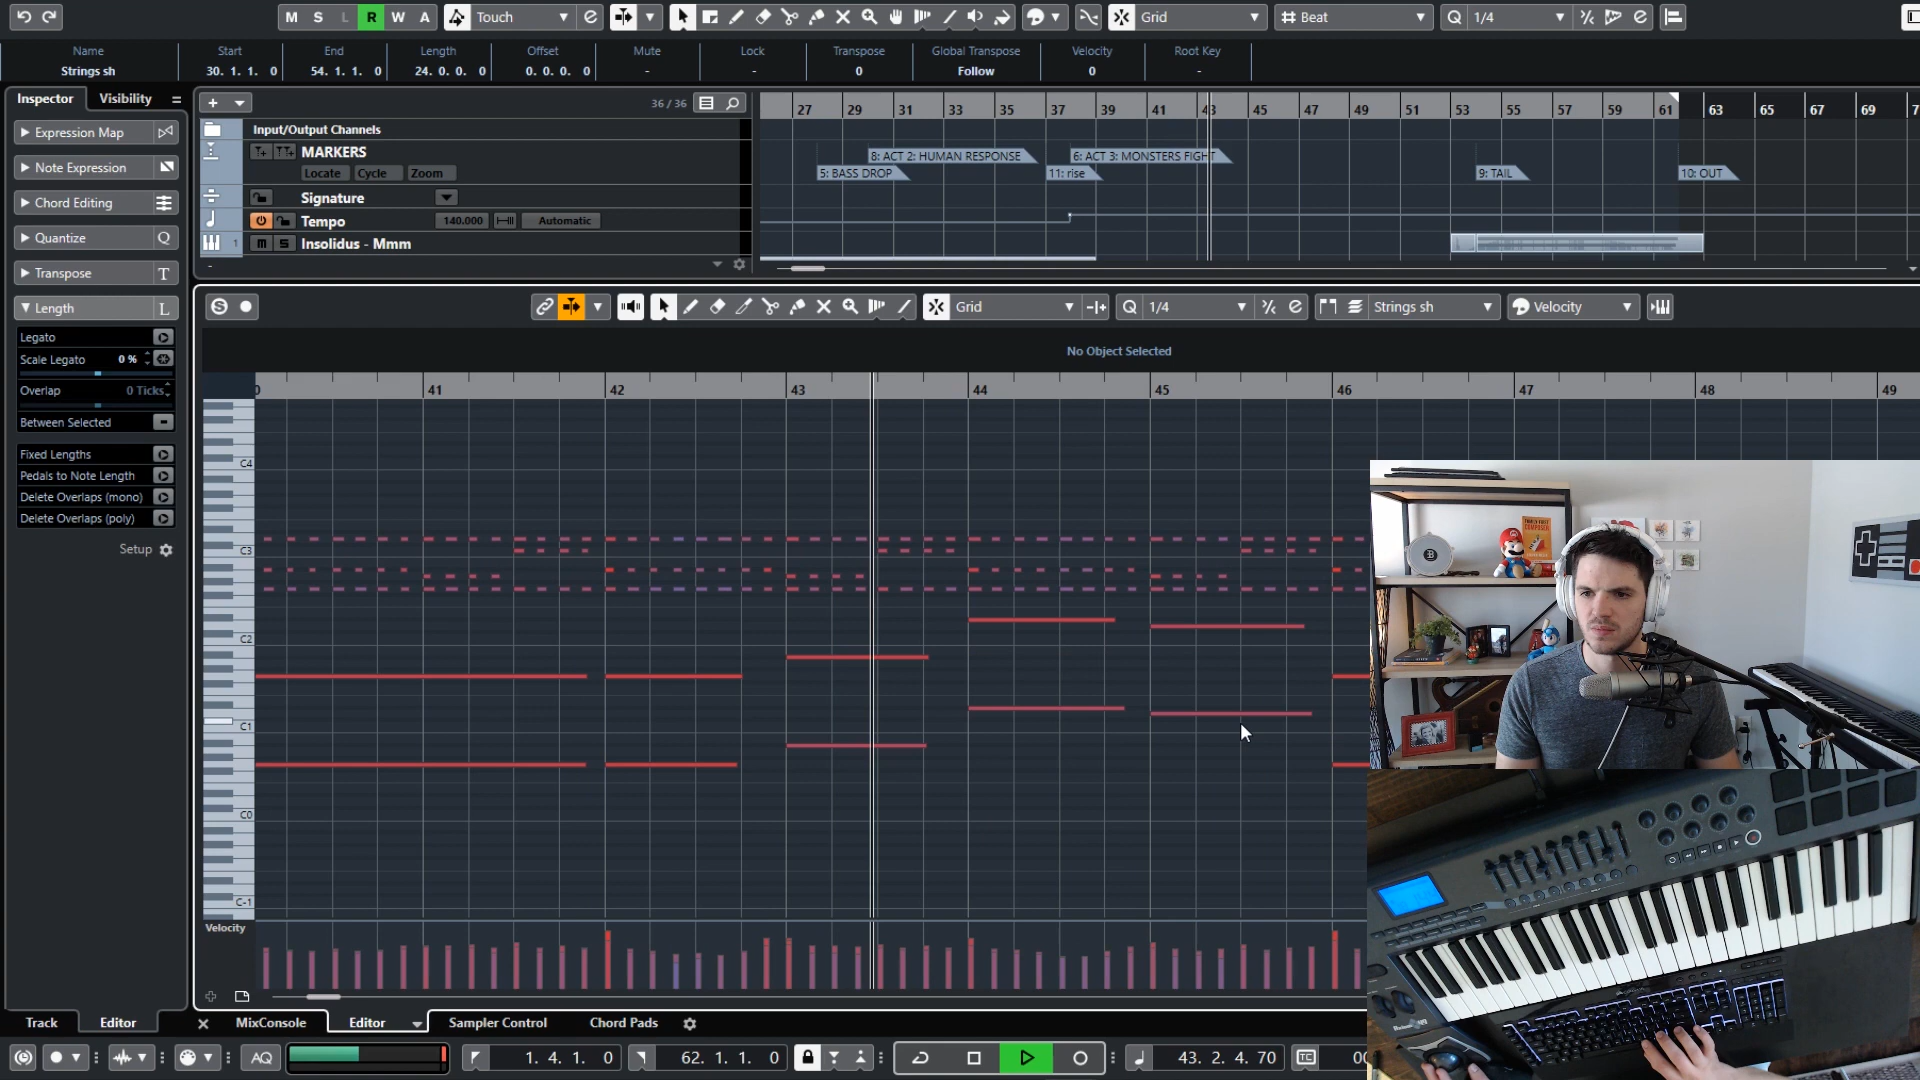 M S L R W A Touch Grid Beat Q 1/4
Name Start End Length Offset Mute Lock Transpose Global Transpose Velocity Root Key
Strings sh 30. 1. 1. 0 54. 1. 1. 0 24. 0. 0. 0 0. 0. 0. 0 - - 0 Follow 0 -
Inspector Visibility
Expression Map
Note Expression
Chord Editing
Quantize Q
Transpose T
Length L
Legato
Scale Legato 0 %
Overlap 0 Ticks
Between Selected
Fixed Lengths
Pedals to Note Length
Delete Overlaps (mono)
Delete Overlaps (poly)
Setup
36 / 36
27 29 31 33 35 37 39 41 43 45 47 49 51 53 55 57 59 61 63 65 67 69
Input/Output Channels
MARKERS
Locate Cycle Zoom
8: ACT 2: HUMAN RESPONSE 6: ACT 3: MONSTERS FIGHT
5: BASS DROP 11: rise 9: TAIL 10: OUT
Signature
Tempo 140.000 Automatic
1 m S Insolidus - Mmm
Grid Q 1/4 Strings sh Velocity
No Object Selected
41 42 43 44 45 46 47 48 49
C4
C3
C2
C1
C0
C-1
Velocity
Track Editor MixConsole Editor Sampler Control Chord Pads
AQ 1. 4. 1. 0 62. 1. 1. 0 43. 2. 4. 70 TC